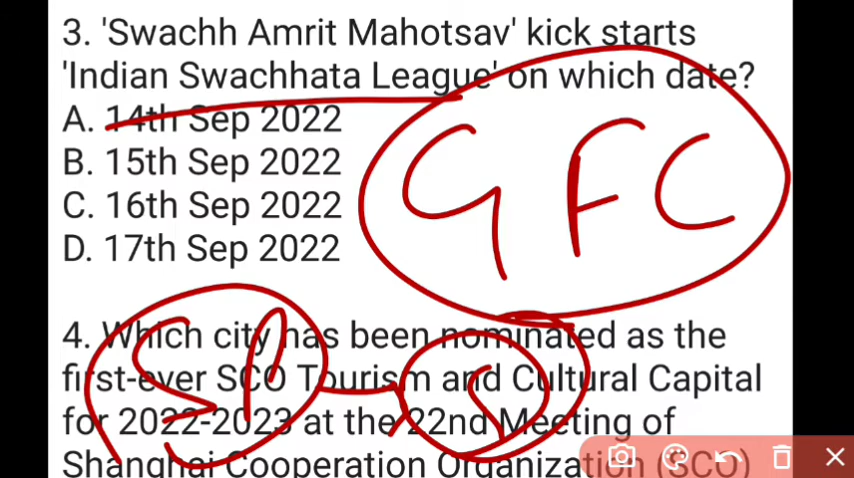 3. 'Swachh Amrit Mahotsav' kick starts
'Indian Swachhata League' on which date?
A. 14th Sep 2022
B. 15th Sep 2022
C. 16th Sep 2022
D. 17th Sep 2022
GFC
4. Which city has been nominated as the
first-ever SCO Tourism and Cultural Capital
for 2022-2023 at the 22nd Meeting of
Shanghai Cooperation Organization (SCO)